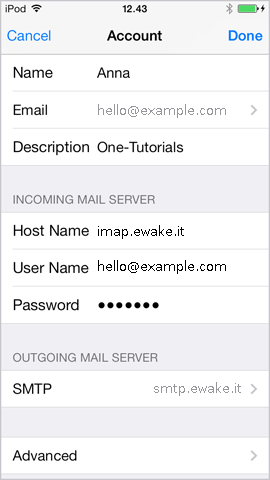 iPod 12.43
Cancel Account Done
Name Anna
Email hello@example.com
Description One-Tutorials
INCOMING MAIL SERVER
Host Name imap.ewake.it
User Name hello@example.com
Password ●●●●●●●
OUTGOING MAIL SERVER
SMTP smtp.ewake.it
Advanced